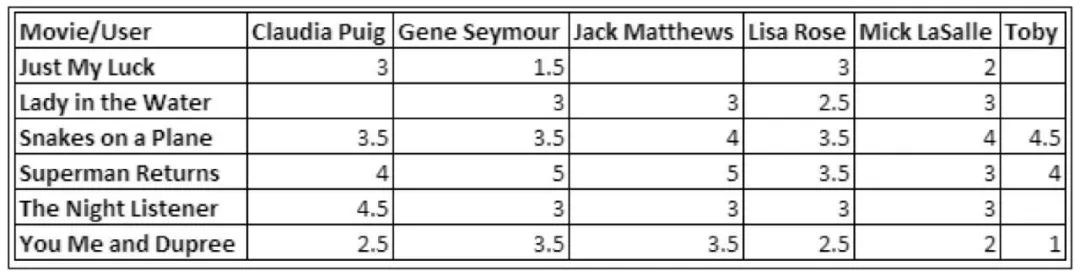 Movie/User Claudia Puig Gene Seymour Jack Matthews Lisa Rose Mick LaSalle Toby
Just My Luck 3 1.5 3 2
Lady in the Water 3 3 2.5 3
Snakes on a Plane 3.5 3.5 4 3.5 4 4.5
Superman Returns 4 5 5 3.5 3 4
The Night Listener 4.5 3 3 3 3
You Me and Dupree 2.5 3.5 3.5 2.5 2 1